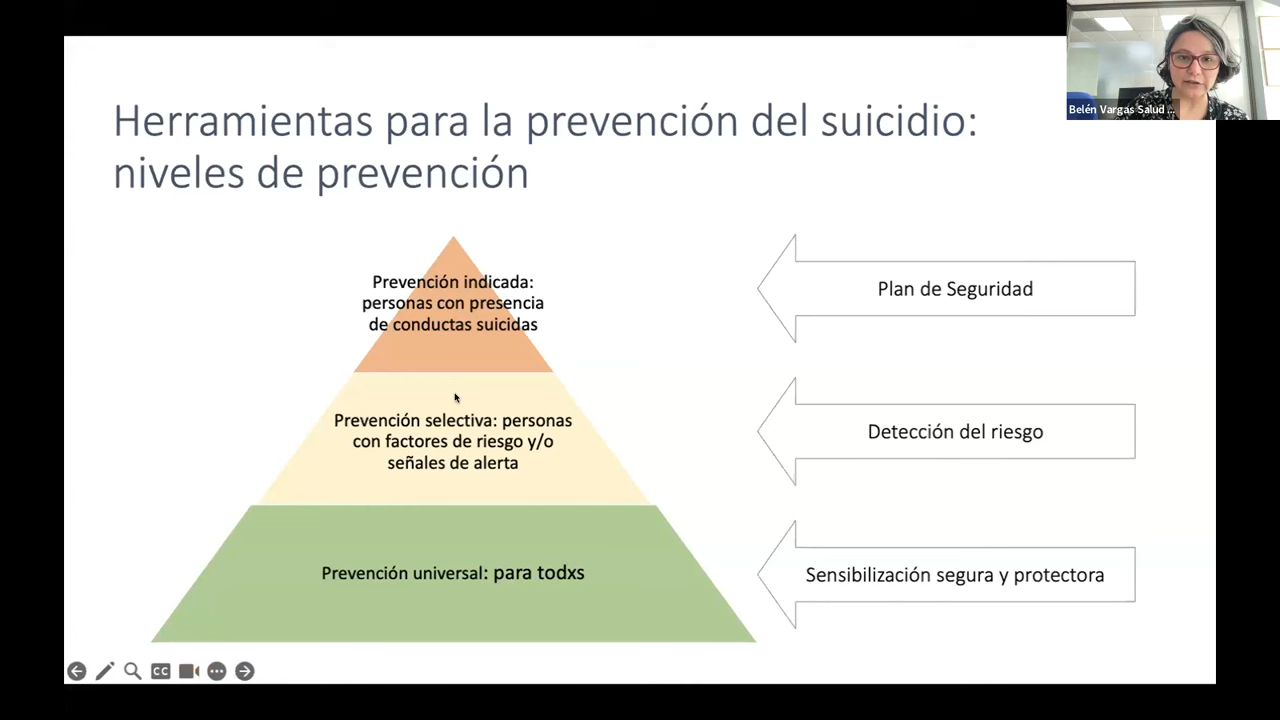 Herramientas para la prevención del suicidio:
niveles de prevención
Belén Vargas Salud ...
Prevención indicada:
personas con presencia
de conductas suicidas
Plan de Seguridad
Prevención selectiva: personas
con factores de riesgo y/o
señales de alerta
Detección del riesgo
Prevención universal: para todxs
Sensibilización segura y protectora
CC